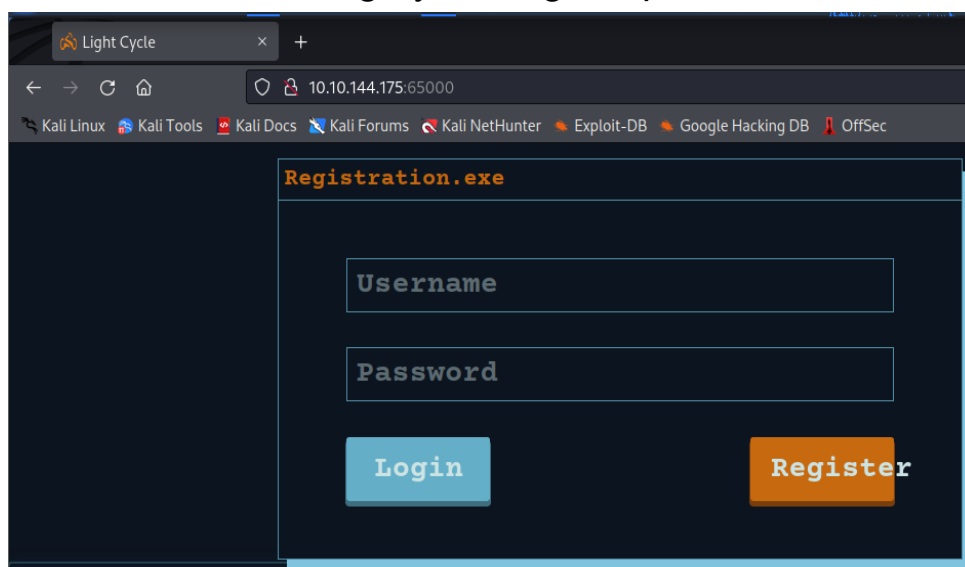 Light Cycle
10.10.144.175:65000
Kali Linux Kali Tools Kali Docs Kali Forums Kali NetHunter Exploit-DB Google Hacking DB OffSec
Registration.exe
Username
Password
Login Register